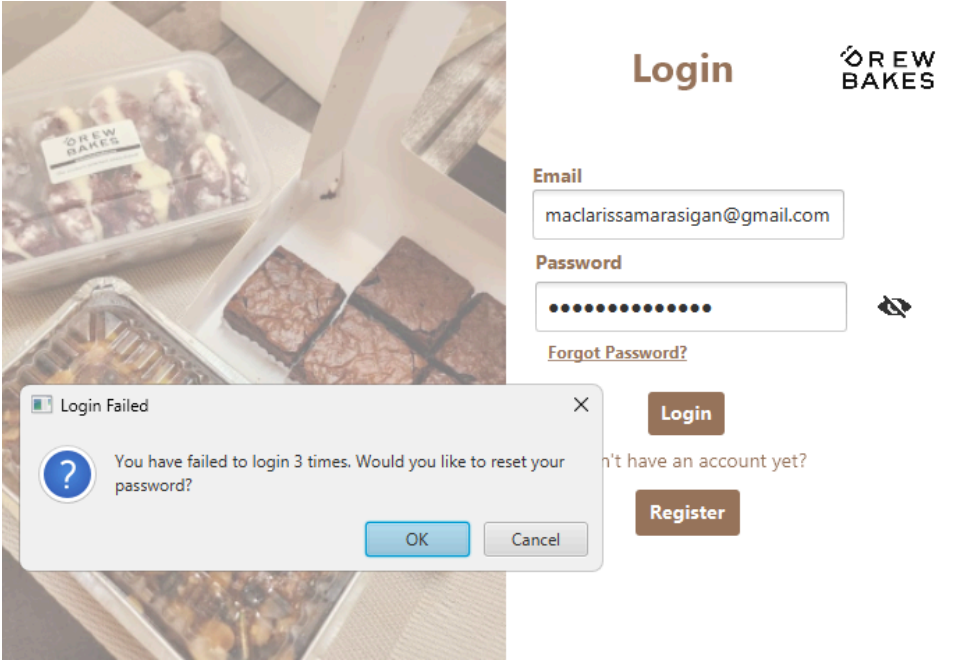 Login
DREW
BAKES
DREW
BAKES
Email
maclarissamarasigan@gmail.com
Password
••••••••••••••
Forgot Password?
Login Failed
You have failed to login 3 times. Would you like to reset your
password?
OK
Cancel
Login
n't have an account yet?
Register